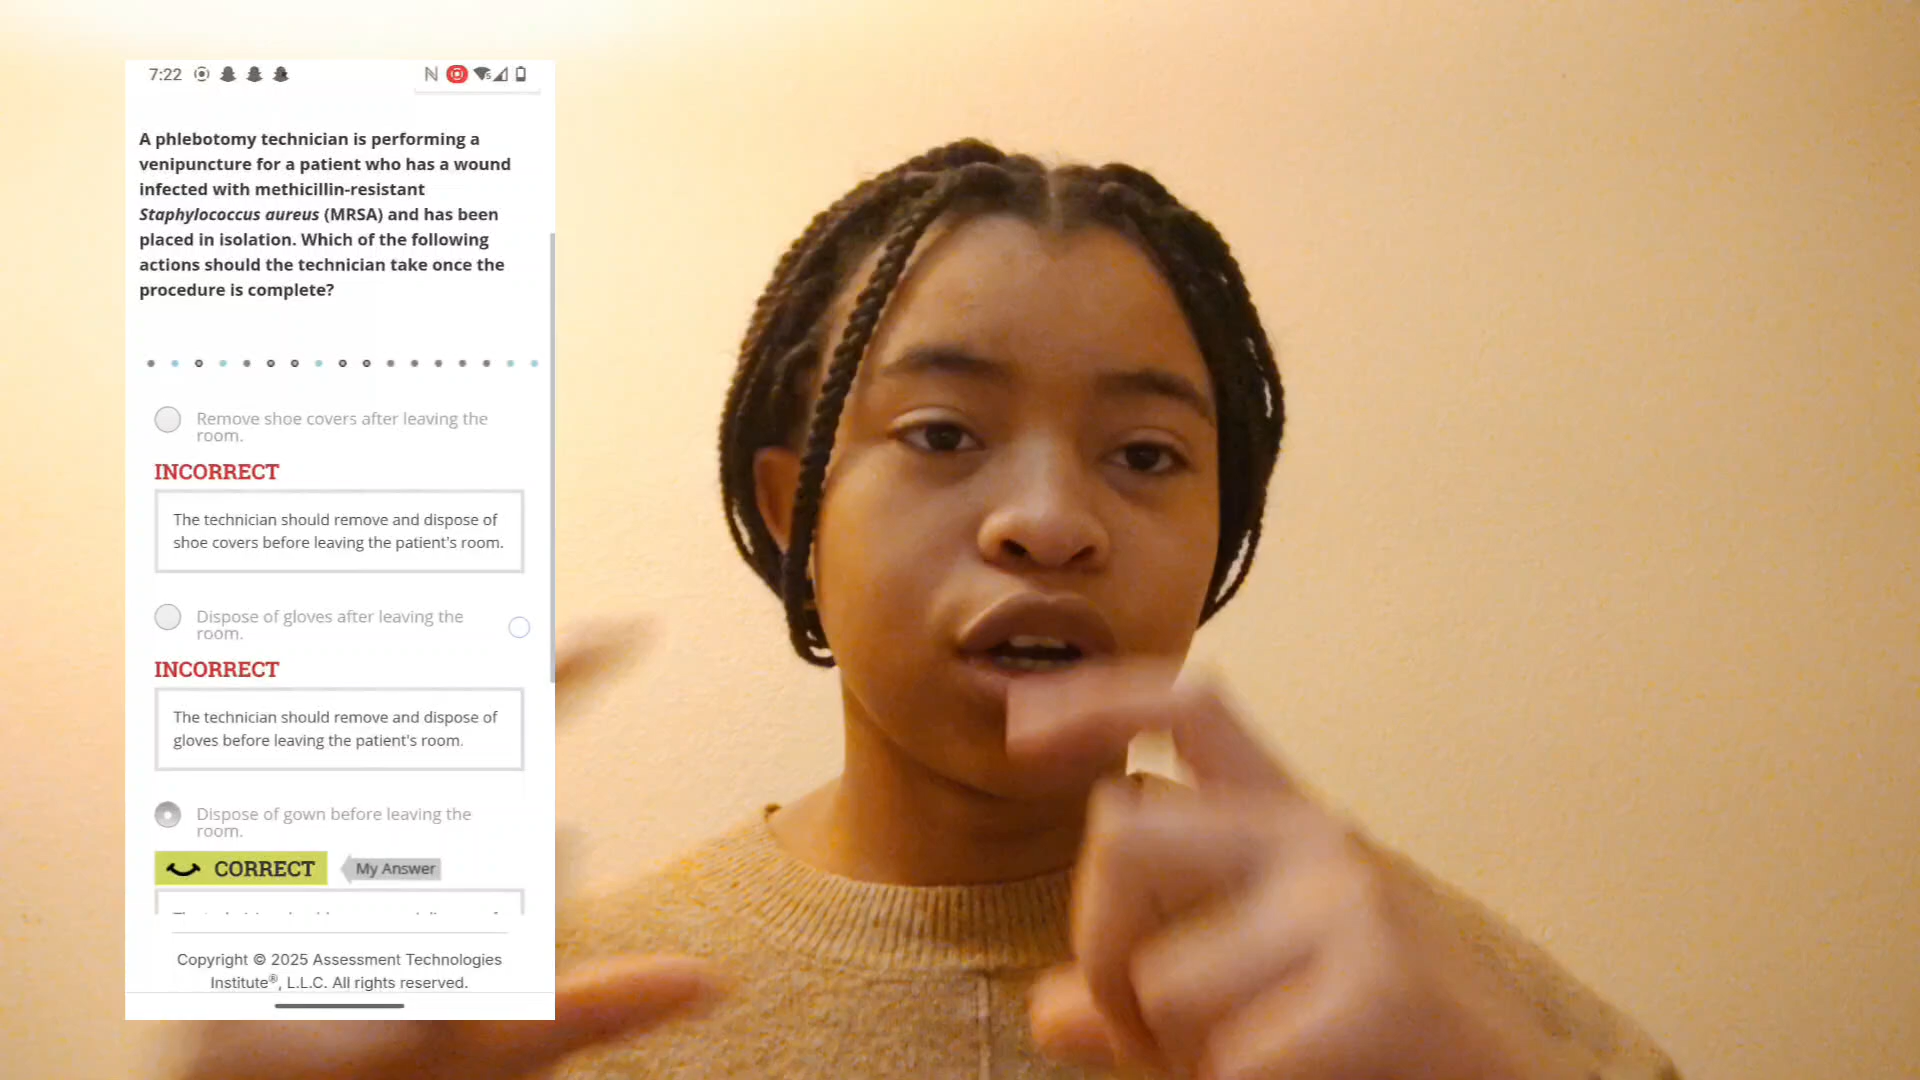 7:22
A phlebotomy technician is performing a
venipuncture for a patient who has a wound
infected with methicillin-resistant
Staphylococcus aureus (MRSA) and has been
placed in isolation. Which of the following
actions should the technician take once the
procedure is complete?
Remove shoe covers after leaving the
room.
INCORRECT
The technician should remove and dispose of
shoe covers before leaving the patient's room.
Dispose of gloves after leaving the
room.
INCORRECT
The technician should remove and dispose of
gloves before leaving the patient's room.
Dispose of gown before leaving the
room.
CORRECT My Answer
Copyright © 2025 Assessment Technologies
Institute®, L.L.C. All rights reserved.